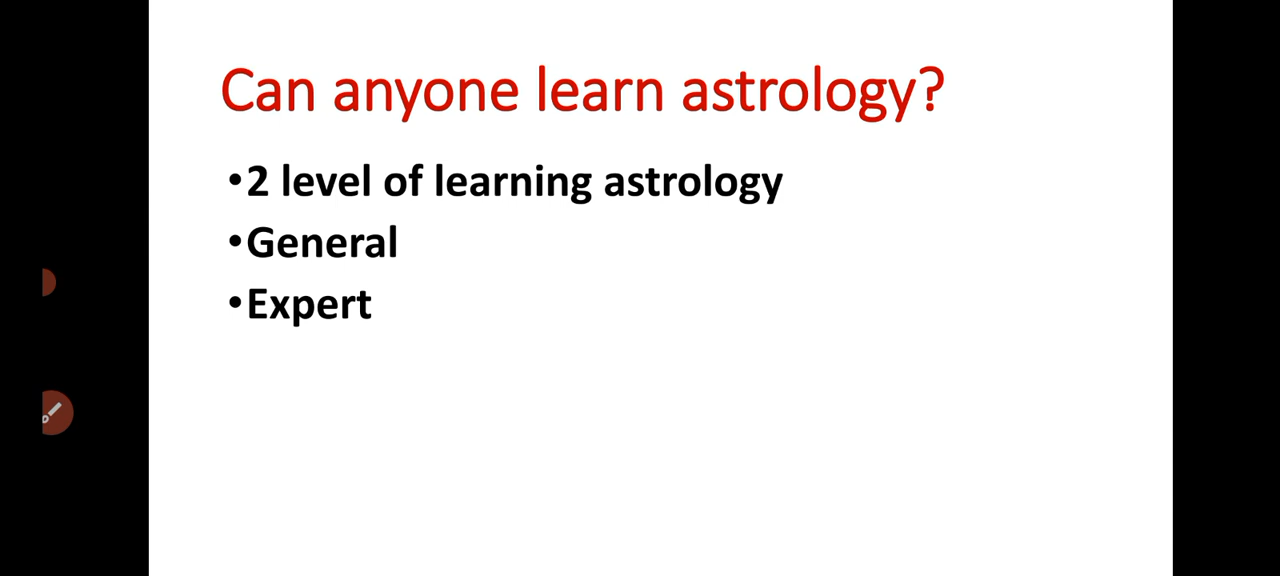 Can anyone learn astrology?
•2 level of learning astrology
•General
•Expert